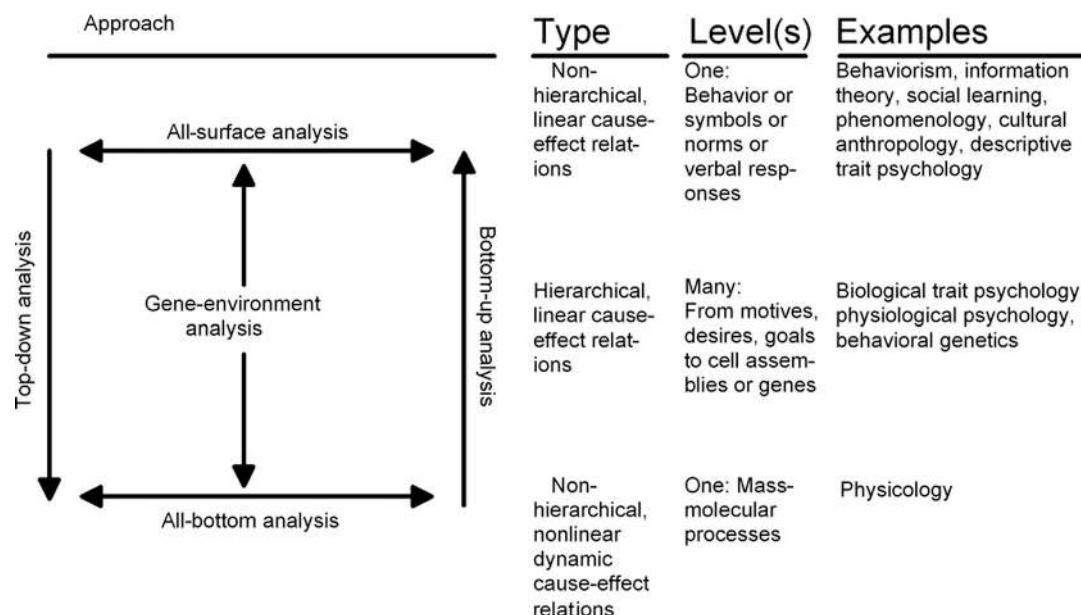 Approach
Type
Level(s)
Examples
All-surface analysis
Top-down analysis
Bottom-up analysis
Gene-environment
analysis
All-bottom analysis
Non-
hierarchical,
linear cause-
effect relat-
ions
One:
Behavior or
symbols or
norms or
verbal resp-
onses
Behaviorism, information
theory, social learning,
phenomenology, cultural
anthropology, descriptive
trait psychology
Hierarchical,
linear cause-
effect relat-
ions
Many:
From motives,
desires, goals
to cell assem-
blies or genes
Biological trait psychology
physiological psychology,
behavioral genetics
Non-
hierarchical,
nonlinear
dynamic
cause-effect
relations
One: Mass-
molecular
processes
Physicology